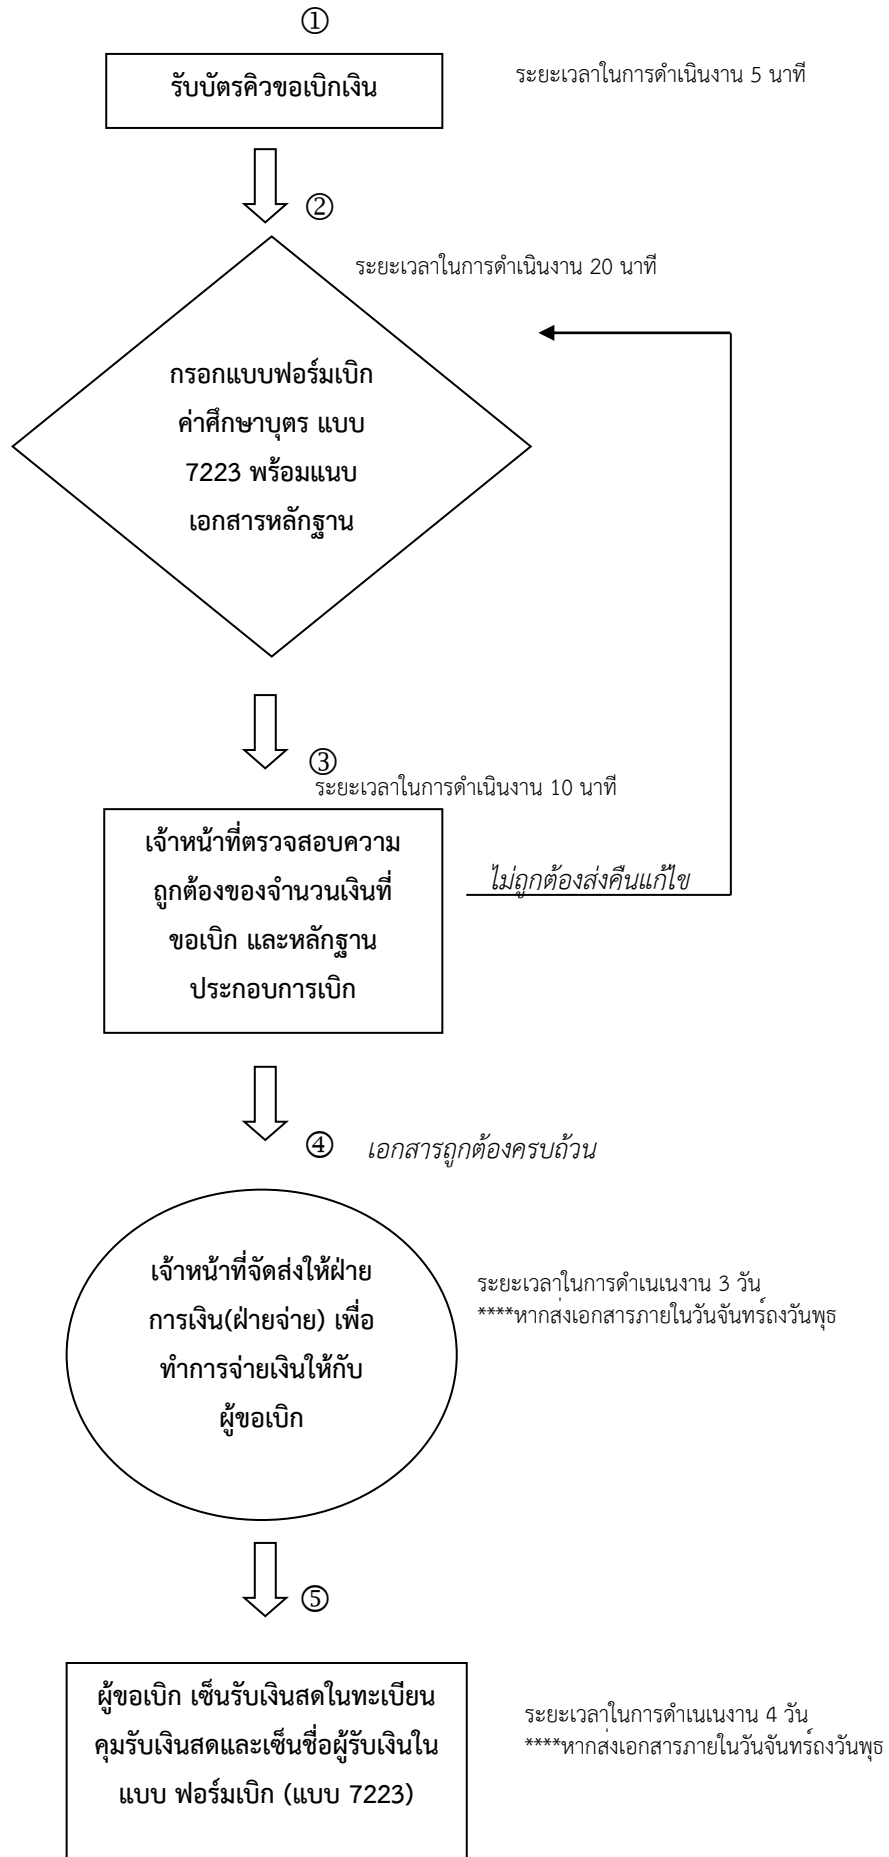 ①
รับบัตรคิวขอเบิกเงิน
ระยะเวลาในการดำเนินงาน 5 นาที
②
ระยะเวลาในการดำเนินงาน 20 นาที
กรอกแบบฟอร์มเบิก
ค่าศึกษาบุตร แบบ
7223 พร้อมแนบ
เอกสารหลักฐาน
③
ระยะเวลาในการดำเนินงาน 10 นาที
เจ้าหน้าที่ตรวจสอบความ
ถูกต้องของจำนวนเงินที่
ขอเบิก และหลักฐาน
ประกอบการเบิก
ไม่ถูกต้องส่งคืนแก้ไข
④ เอกสารถูกต้องครบถ้วน
เจ้าหน้าที่จัดส่งให้ฝ่าย
การเงิน(ฝ่ายจ่าย) เพื่อ
ทำการจ่ายเงินให้กับ
ผู้ขอเบิก
ระยะเวลาในการดำเนเนงาน 3 วัน
****หากส่งเอกสารภายในวันจันทร์ถงวันพุธ
⑤
ผู้ขอเบิก เซ็นรับเงินสดในทะเบียน
คุมรับเงินสดและเซ็นชื่อผู้รับเงินใน
แบบ ฟอร์มเบิก (แบบ 7223)
ระยะเวลาในการดำเนเนงาน 4 วัน
****หากส่งเอกสารภายในวันจันทร์ถงวันพุธ